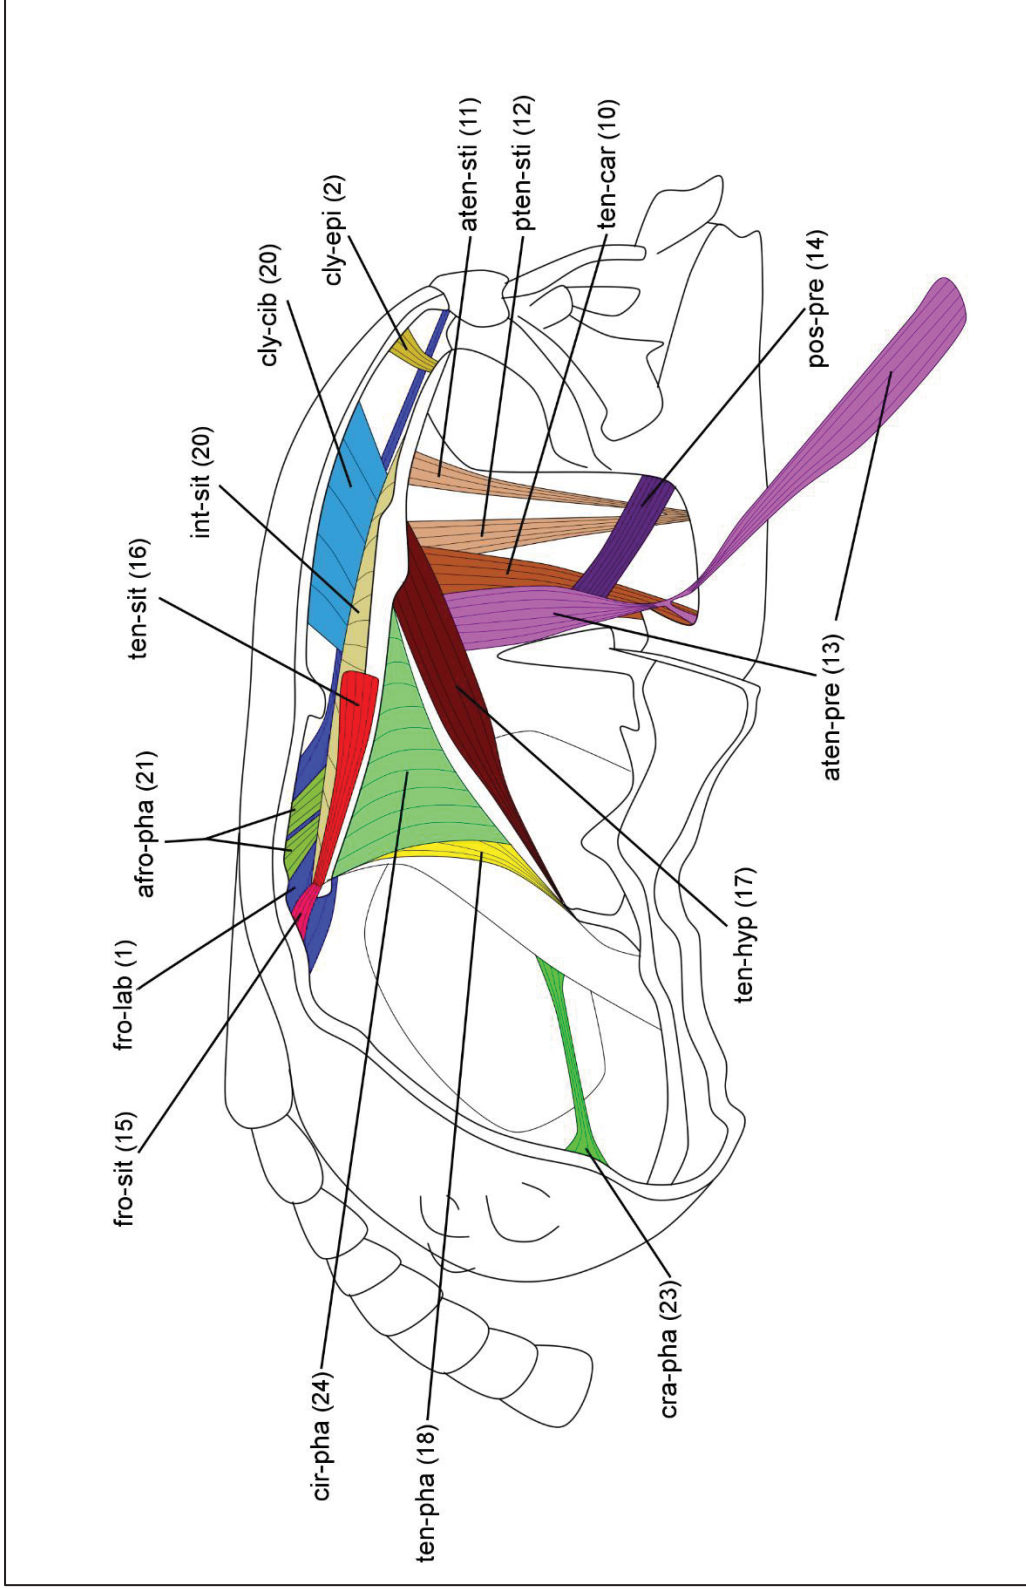 fro-sit (15)
fro-lab (1)
afro-pha (21)
ten-sit (16)
int-sit (20)
cly-cib (20)
cly-epi (2)
aten-sti (11)
pten-sti (12)
ten-car (10)
pos-pre (14)
aten-pre (13)
ten-hyp (17)
cra-pha (23)
cir-pha (24)
ten-pha (18)